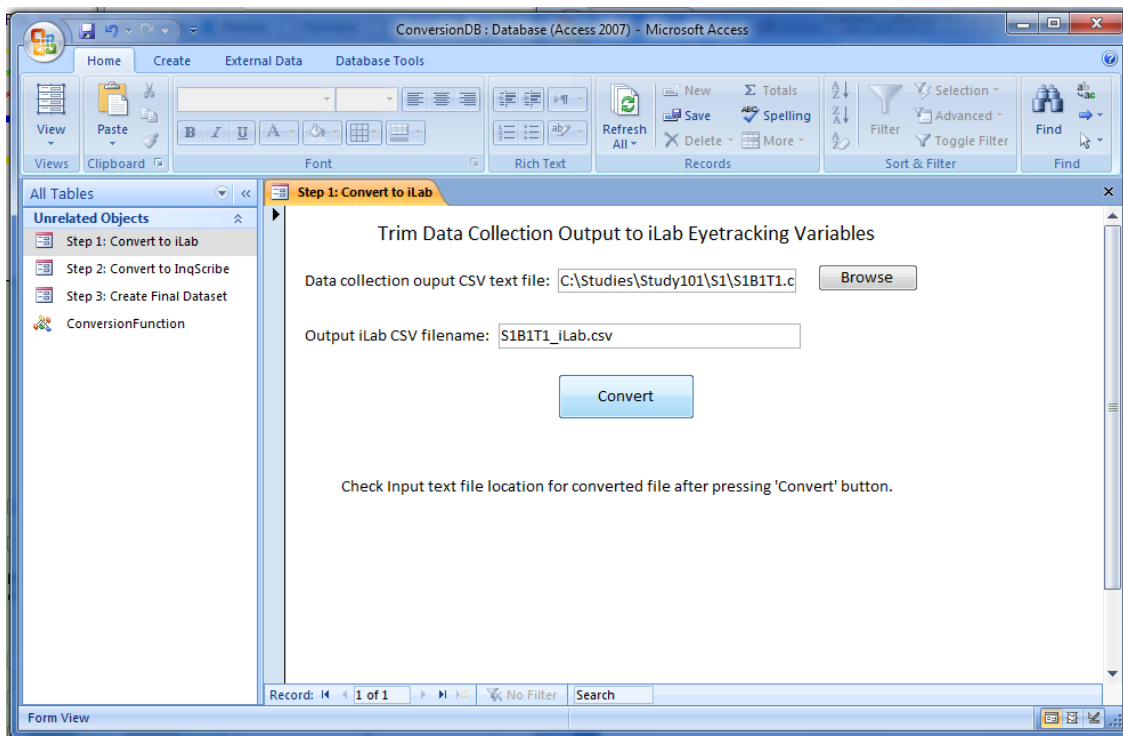 ConversionDB : Database (Access 2007) - Microsoft Access
Home Create External Data Database Tools
New Σ Totals Selection
Save Spelling Advanced
View Paste B I U A ab Refresh All Delete More Filter Toggle Filter Find
Views Clipboard Font Rich Text Records Sort & Filter Find
All Tables « Step 1: Convert to iLab
Unrelated Objects
Step 1: Convert to iLab
Step 2: Convert to InqScribe
Step 3: Create Final Dataset
ConversionFunction
Trim Data Collection Output to iLab Eyetracking Variables
Data collection ouput CSV text file: C:\Studies\Study101\S1\S1B1T1.c Browse
Output iLab CSV filename: S1B1T1_iLab.csv
Convert
Check Input text file location for converted file after pressing 'Convert' button.
Record: 1 of 1 No Filter Search
Form View